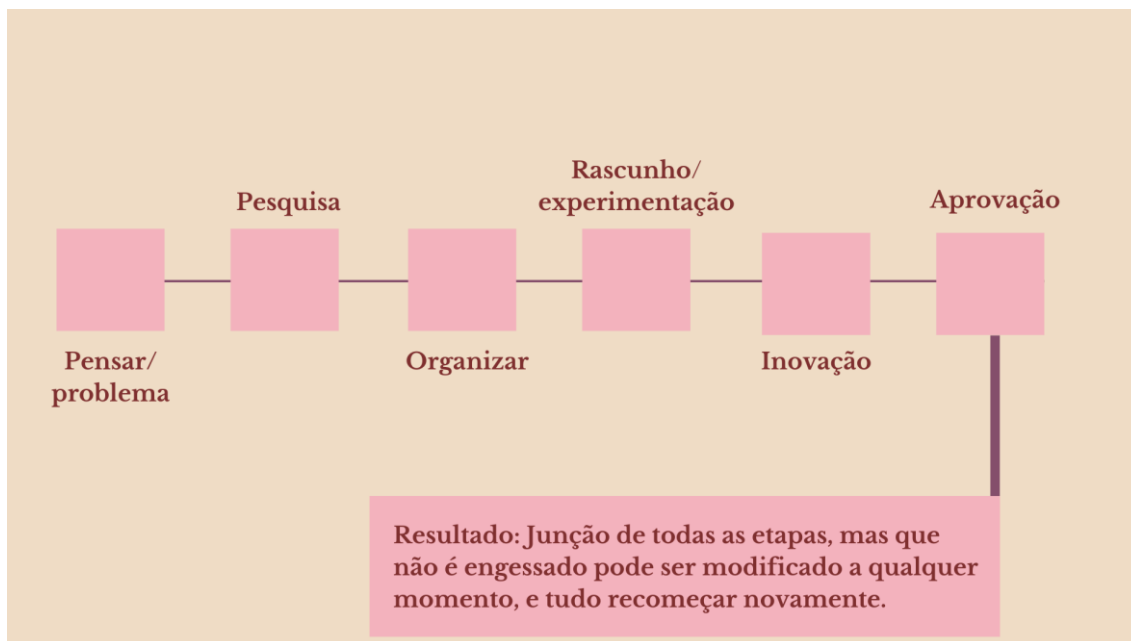 Pensar/
problema
Pesquisa
Organizar
Rascunho/
experimentação
Inovação
Aprovação
Resultado: Junção de todas as etapas, mas que
não é engessado pode ser modificado a qualquer
momento, e tudo recomeçar novamente.